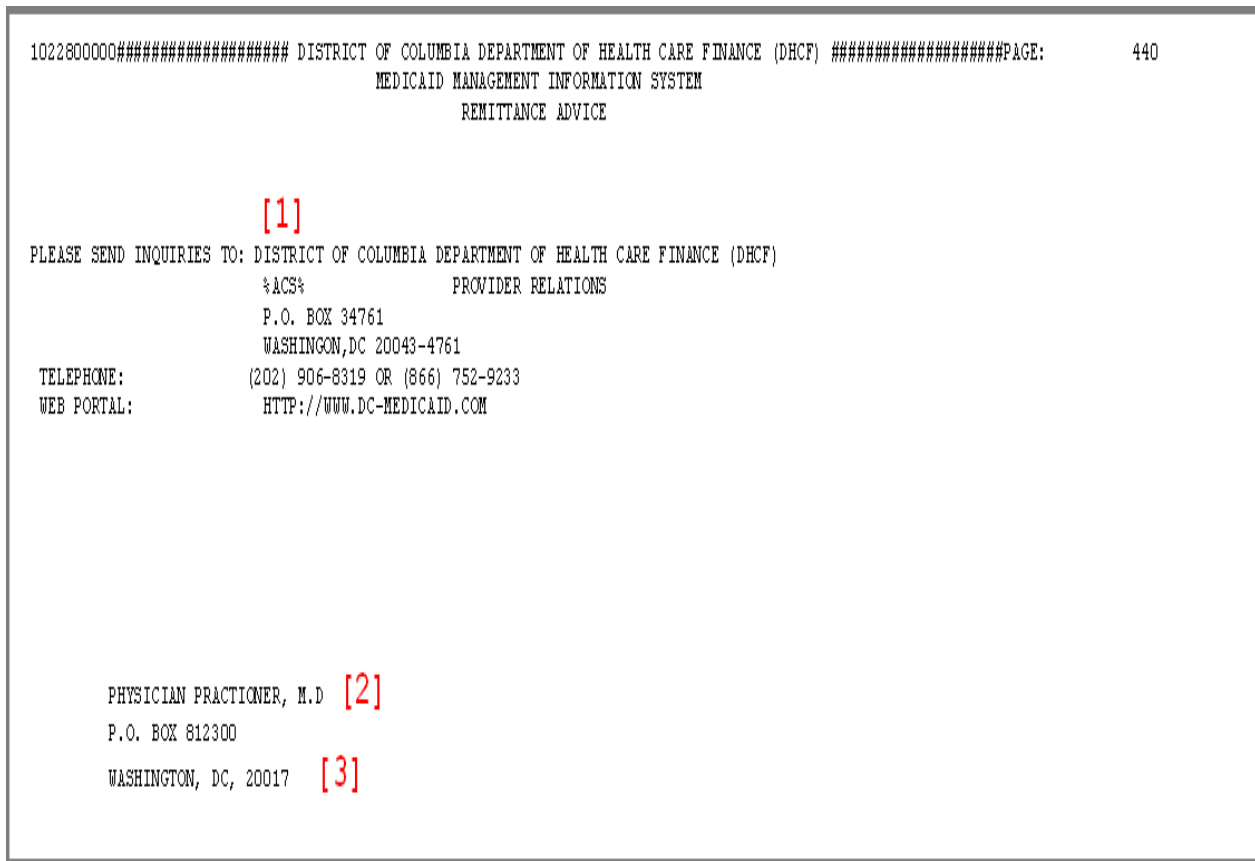 1022800000#################### DISTRICT OF COLUMBIA DEPARTMENT OF HEALTH CARE FINANCE (DHCF) ####################PAGE: 440
MEDICAID MANAGEMENT INFORMATION SYSTEM
REMITTANCE ADVICE
[1]
PLEASE SEND INQUIRIES TO: DISTRICT OF COLUMBIA DEPARTMENT OF HEALTH CARE FINANCE (DHCF)
%ACS% PROVIDER RELATIONS
P.O. BOX 34761
WASHINGON,DC 20043-4761
TELEPHONE: (202) 906-8319 OR (866) 752-9233
WEB PORTAL: HTTP://WWW.DC-MEDICAID.COM
PHYSICIAN PRACTIONER, M.D [2]
P.O. BOX 812300
WASHINGTON, DC, 20017 [3]